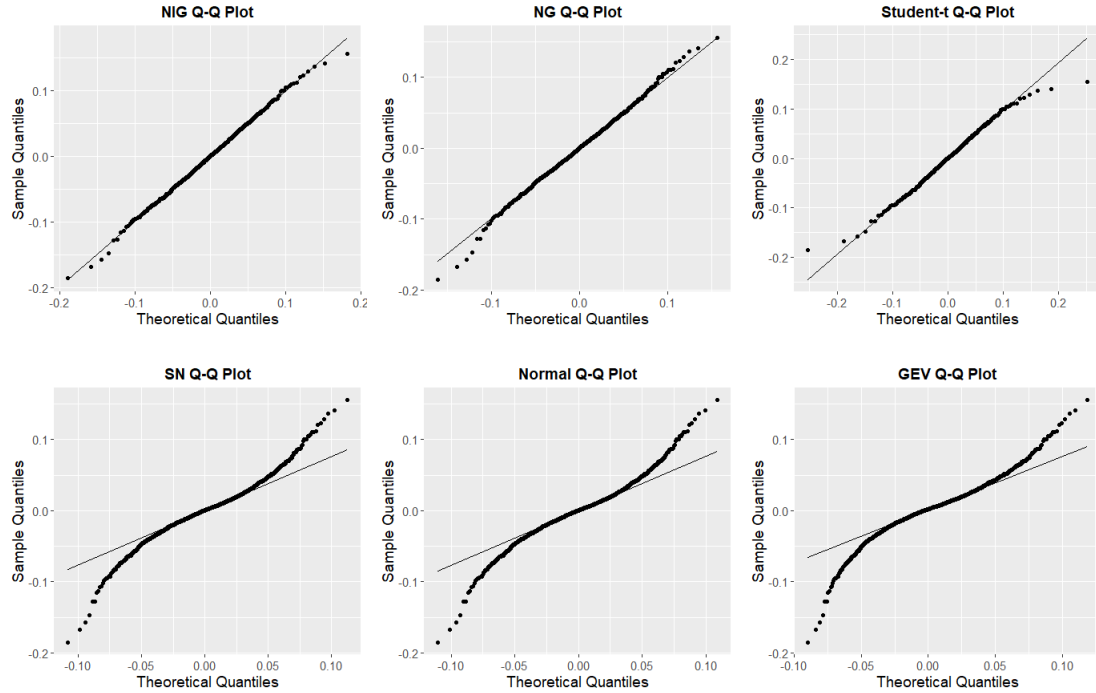 NIG Q-Q Plot
Sample Quantiles
0.1
0.0
-0.1
-0.2
-0.2
-0.1
0.0
0.1
0.2
Theoretical Quantiles
NG Q-Q Plot
Sample Quantiles
0.1
0.0
-0.1
-0.2
-0.1
0.0
0.1
Theoretical Quantiles
Student-t Q-Q Plot
Sample Quantiles
0.2
0.1
0.0
-0.1
-0.2
-0.2
-0.1
0.0
0.1
0.2
Theoretical Quantiles
SN Q-Q Plot
Sample Quantiles
0.1
0.0
-0.1
-0.2
-0.10
-0.05
0.00
0.05
0.10
Theoretical Quantiles
Normal Q-Q Plot
Sample Quantiles
0.1
0.0
-0.1
-0.2
-0.10
-0.05
0.00
0.05
0.10
Theoretical Quantiles
GEV Q-Q Plot
Sample Quantiles
0.1
0.0
-0.1
-0.2
-0.10
-0.05
0.00
0.05
0.10
Theoretical Quantiles